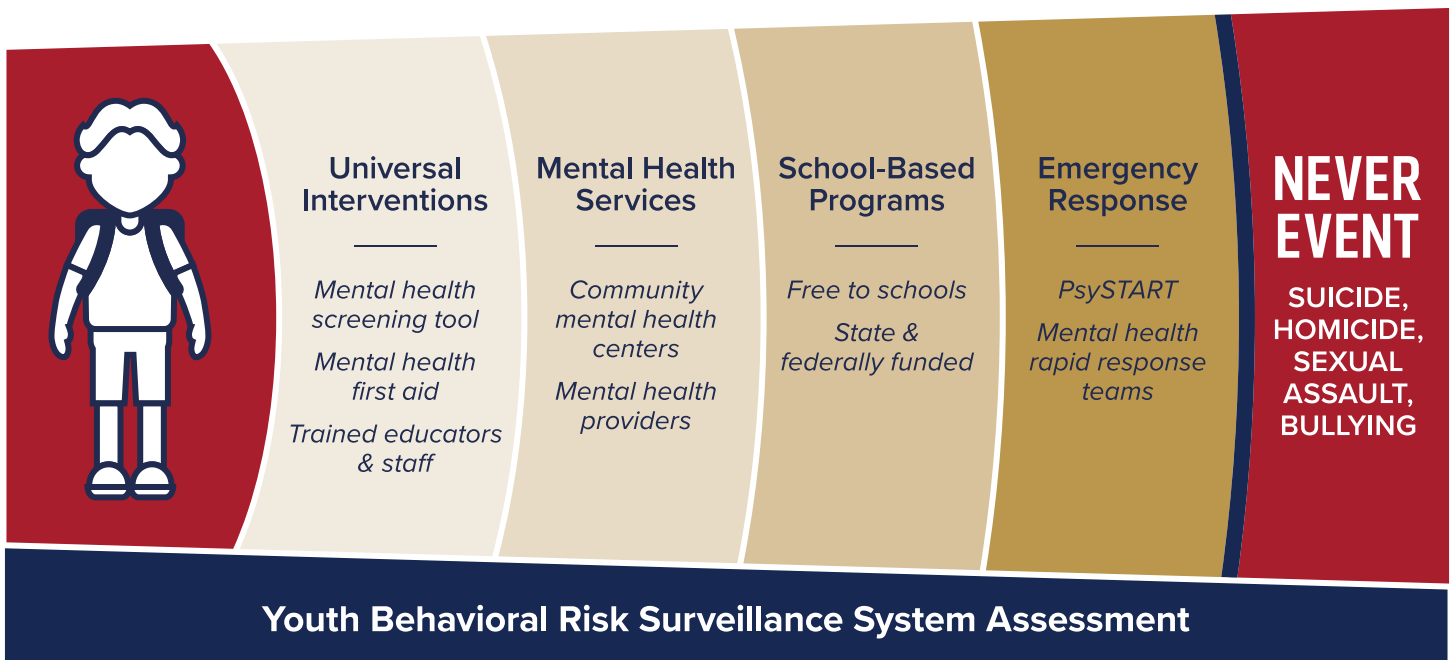 Universal
Interventions
Mental health
screening tool
Mental health
first aid
Trained educators
& staff
Mental Health
Services
Community
mental health
centers
Mental health
providers
School-Based
Programs
Free to schools
State &
federally funded
Emergency
Response
PsySTART
Mental health
rapid response
teams
NEVER
EVENT
SUICIDE,
HOMICIDE,
SEXUAL
ASSAULT,
BULLYING
Youth Behavioral Risk Surveillance System Assessment